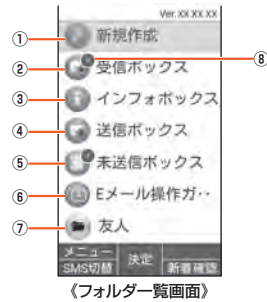 Ver.XX.XX.XX
① 新規作成
⑧
② 受信ボックス
③ インフォボックス
④ 送信ボックス
⑤ 未送信ボックス
⑥ Eメール操作ガ‥
⑦ 友人
メニュー
SMS切替 決定 新着確認
《フォルダ一覧画面》